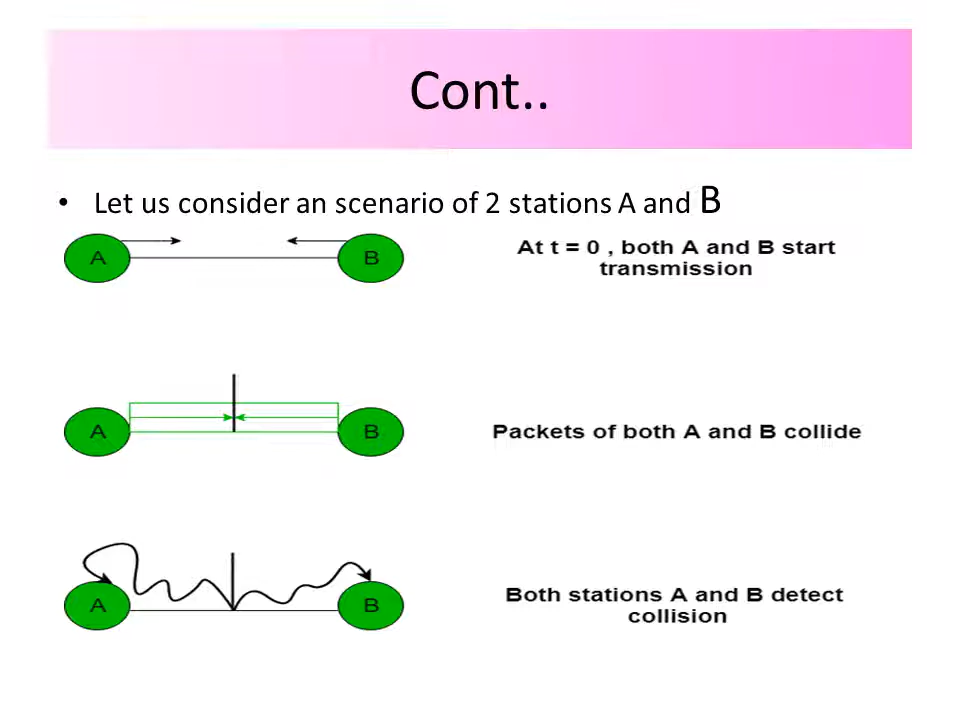 Cont..
• Let us consider an scenario of 2 stations A and B
A
B
At t = 0 , both A and B start
transmission
A
B
Packets of both A and B collide
A
B
Both stations A and B detect
collision